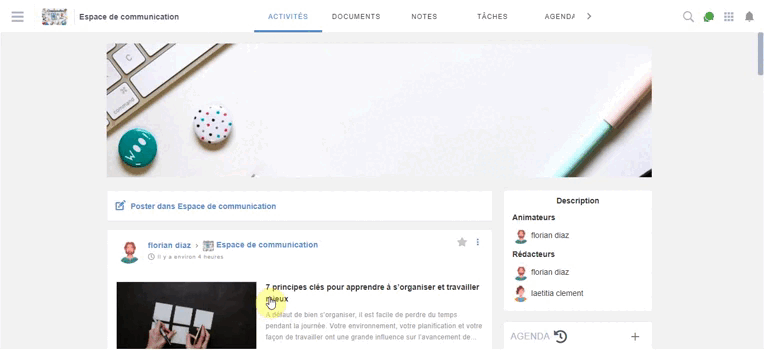 Espace de communication
ACTIVITÉS DOCUMENTS NOTES TÂCHES AGENDA
command
C
WOO!
Poster dans Espace de communication
florian diaz › Espace de communication
Il y a environ 4 heures
7 principes clés pour apprendre à s'organiser et travailler
mieux
A défaut de bien s'organiser, il est facile de perdre du temps
pendant la journée. Votre environnement, votre planification et votre
façon de travailler ont une grande influence sur l'avancement de...
Description
Animateurs
florian diaz
Rédacteurs
florian diaz
laetitia clement
AGENDA